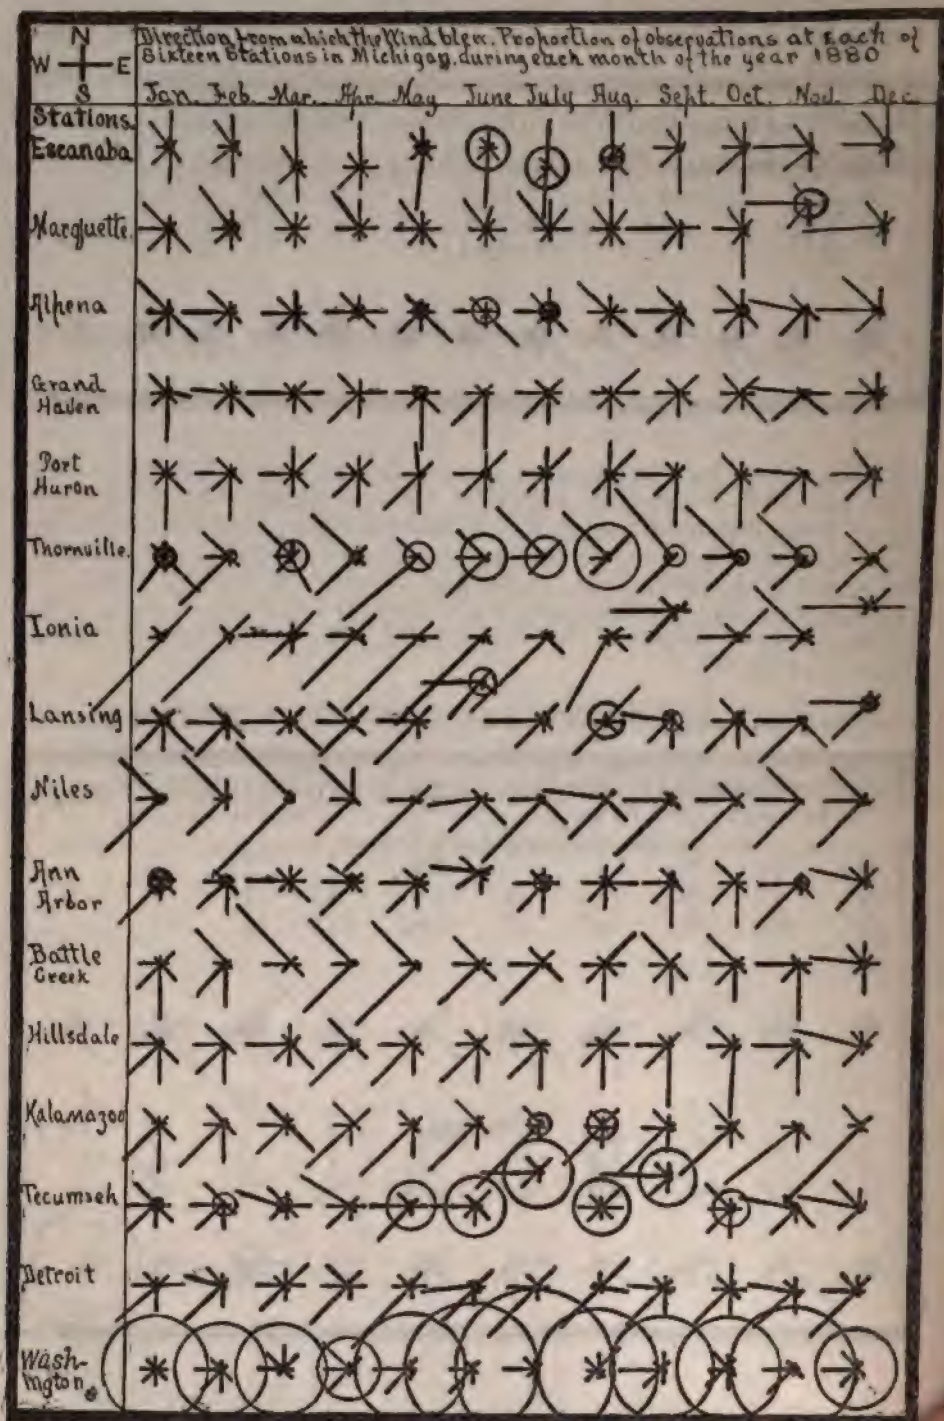 N
W E
S
Direction from which the Wind blew. Proportion of observations at each of
Sixteen Stations in Michigan, during each month of the year 1880
Jan. Feb. Mar. Apr. May June July Aug. Sept. Oct. Nov. Dec.
Stations.
Escanaba
Marquette.
Alpena
Grand
Haven
Port
Huron
Thornville.
Ionia
Lansing
Niles
Ann
Arbor
Battle
Creek
Hillsdale
Kalamazoo
Tecumseh
Detroit
Wash-
ington.